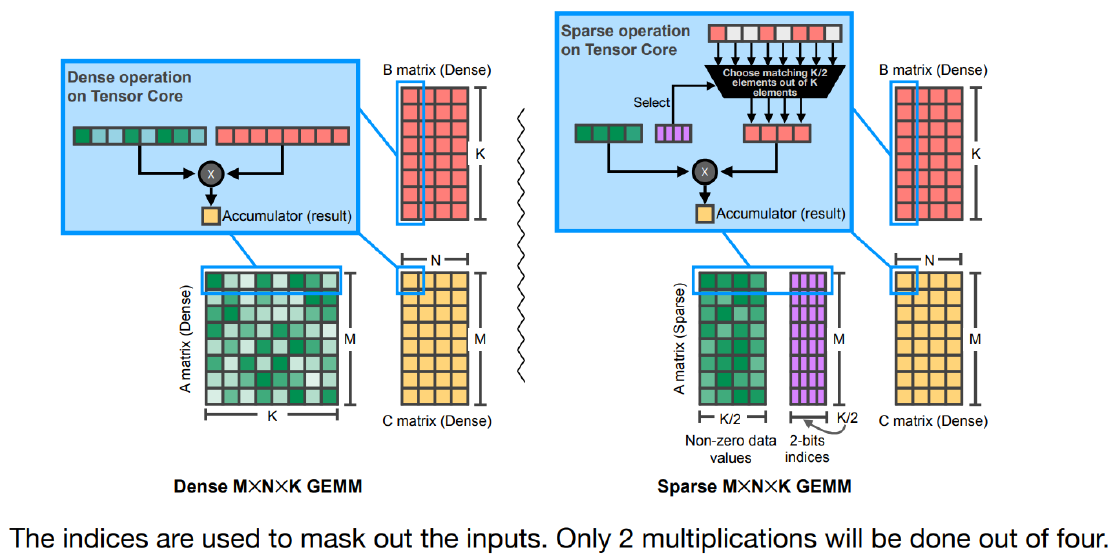 Dense operation
on Tensor Core
B matrix (Dense)
K
X
Accumulator (result)
N
A matrix (Dense)
M
M
K
C matrix (Dense)
Dense M×N×K GEMM
Sparse operation
on Tensor Core
Choose matching K/2
elements out of K
elements
Select
B matrix (Dense)
K
X
Accumulator (result)
N
A matrix (Sparse)
M
M
K/2
K/2
Non-zero data
values
2-bits
indices
C matrix (Dense)
Sparse M×N×K GEMM
The indices are used to mask out the inputs. Only 2 multiplications will be done out of four.